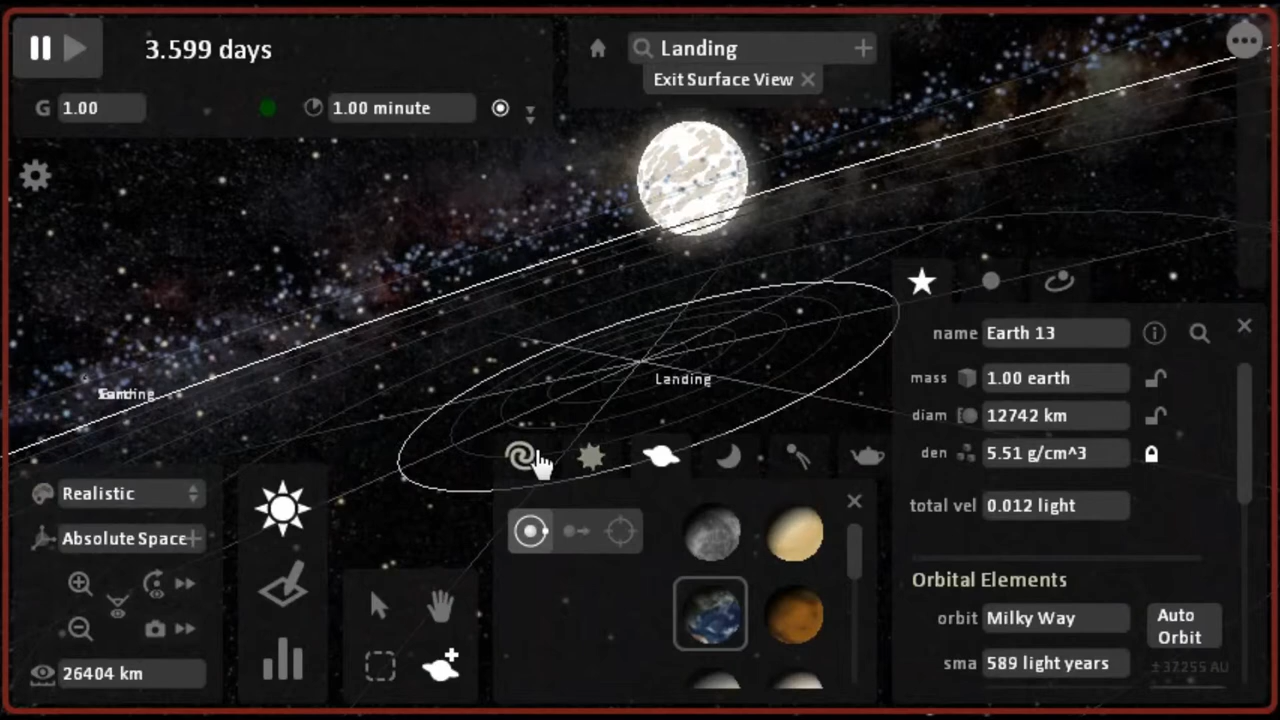 3.599 days
Landing
Exit Surface View
G 1.00
1.00 minute
Landing
name Earth 13
mass 1.00 earth
diam 12742 km
den 5.51 g/cm^3
total vel 0.012 light
Orbital Elements
orbit Milky Way
Auto
Orbit
sma 589 light years
±37255 AU
Realistic
Absolute Space
26404 km